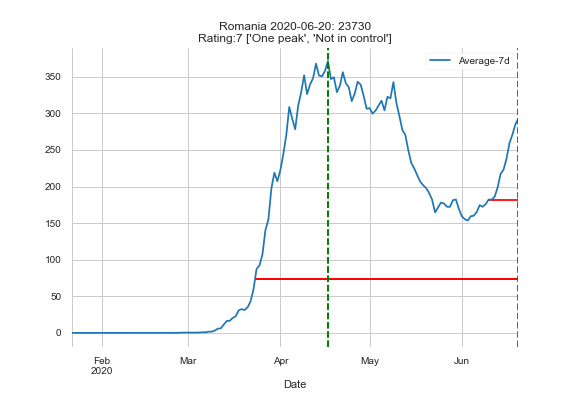 Romania 2020-06-20: 23730
Rating:7 ['One peak', 'Not in control']
Average-7d
350
300
250
200
150
100
50
0
Feb
2020
Mar
Apr
May
Jun
Date